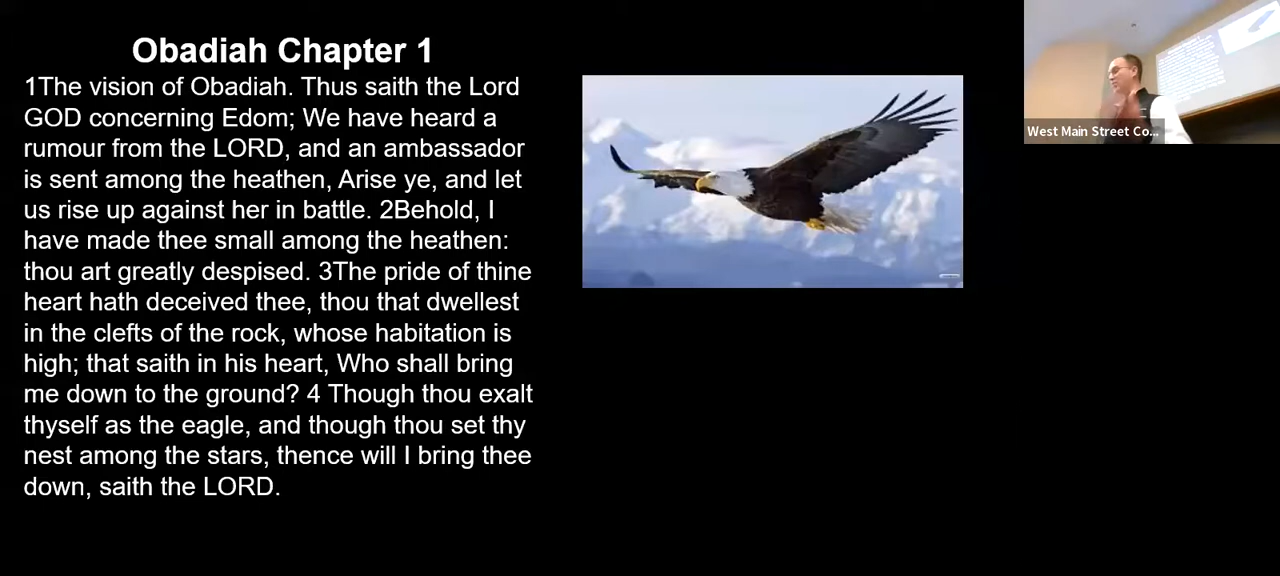 Obadiah Chapter 1
1The vision of Obadiah. Thus saith the Lord
GOD concerning Edom; We have heard a
rumour from the LORD, and an ambassador
is sent among the heathen, Arise ye, and let
us rise up against her in battle. 2Behold, I
have made thee small among the heathen:
thou art greatly despised. 3The pride of thine
heart hath deceived thee, thou that dwellest
in the clefts of the rock, whose habitation is
high; that saith in his heart, Who shall bring
me down to the ground? 4 Though thou exalt
thyself as the eagle, and though thou set thy
nest among the stars, thence will I bring thee
down, saith the LORD.
West Main Street Co...